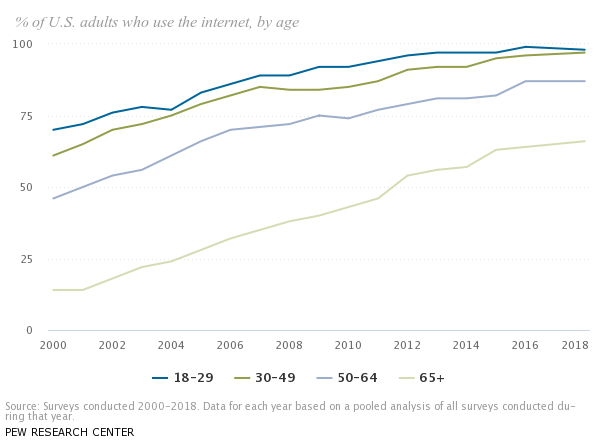 % of U.S. adults who use the internet, by age
100
75
50
25
0
2000 2002 2004 2006 2008 2010 2012 2014 2016 2018
18-29 30-49 50-64 65+
Source: Surveys conducted 2000-2018. Data for each year based on a pooled analysis of all surveys conducted du-
ring that year.
PEW RESEARCH CENTER